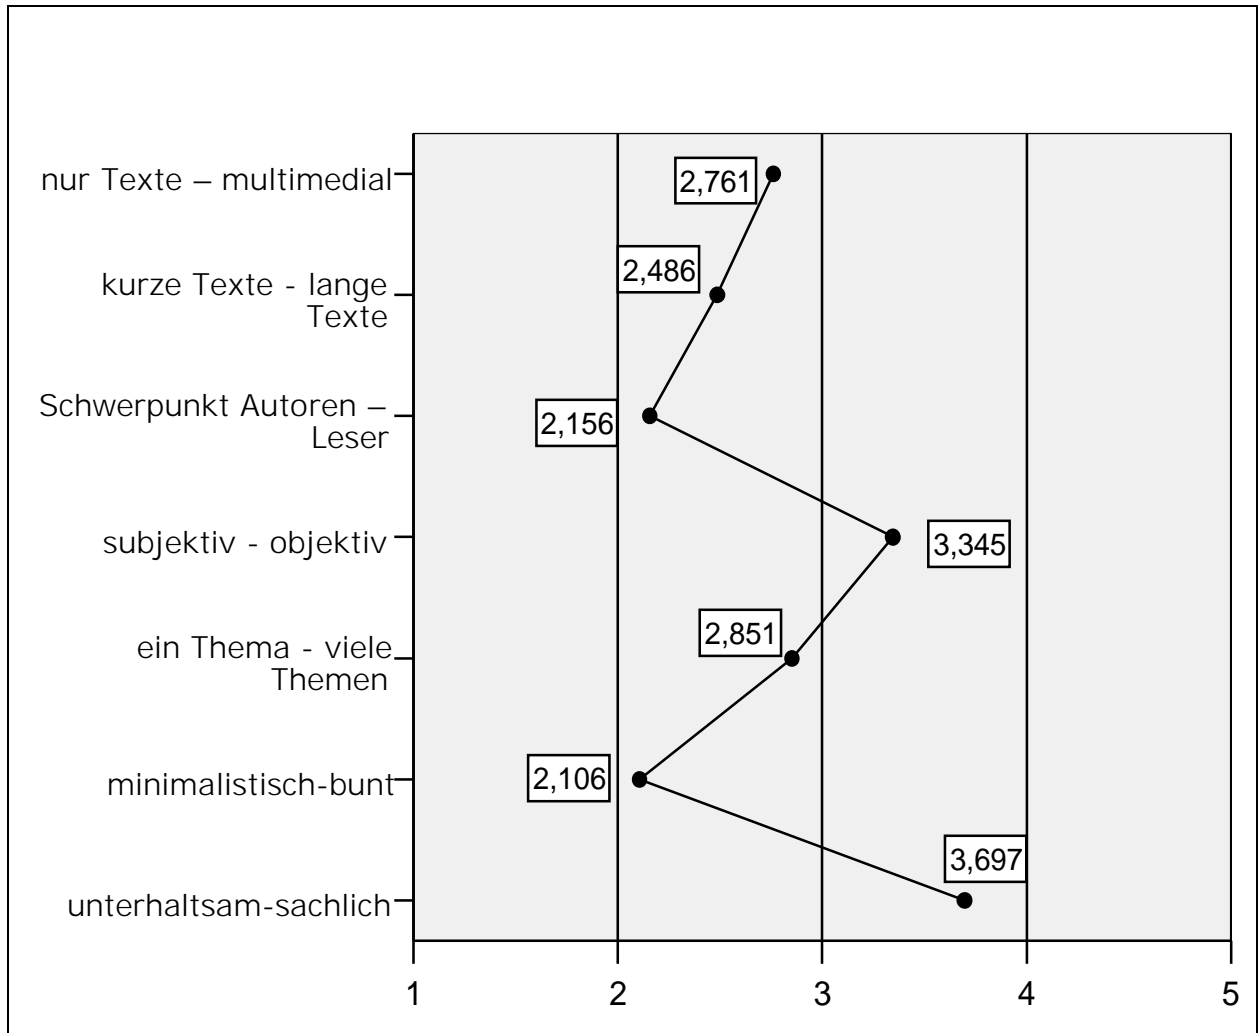 nur Texte – multimedial
2,761
kurze Texte - lange
Texte
2,486
Schwerpunkt Autoren –
Leser
2,156
subjektiv - objektiv
3,345
ein Thema - viele
Themen
2,851
minimalistisch-bunt
2,106
unterhaltsam-sachlich
3,697
1 2 3 4 5